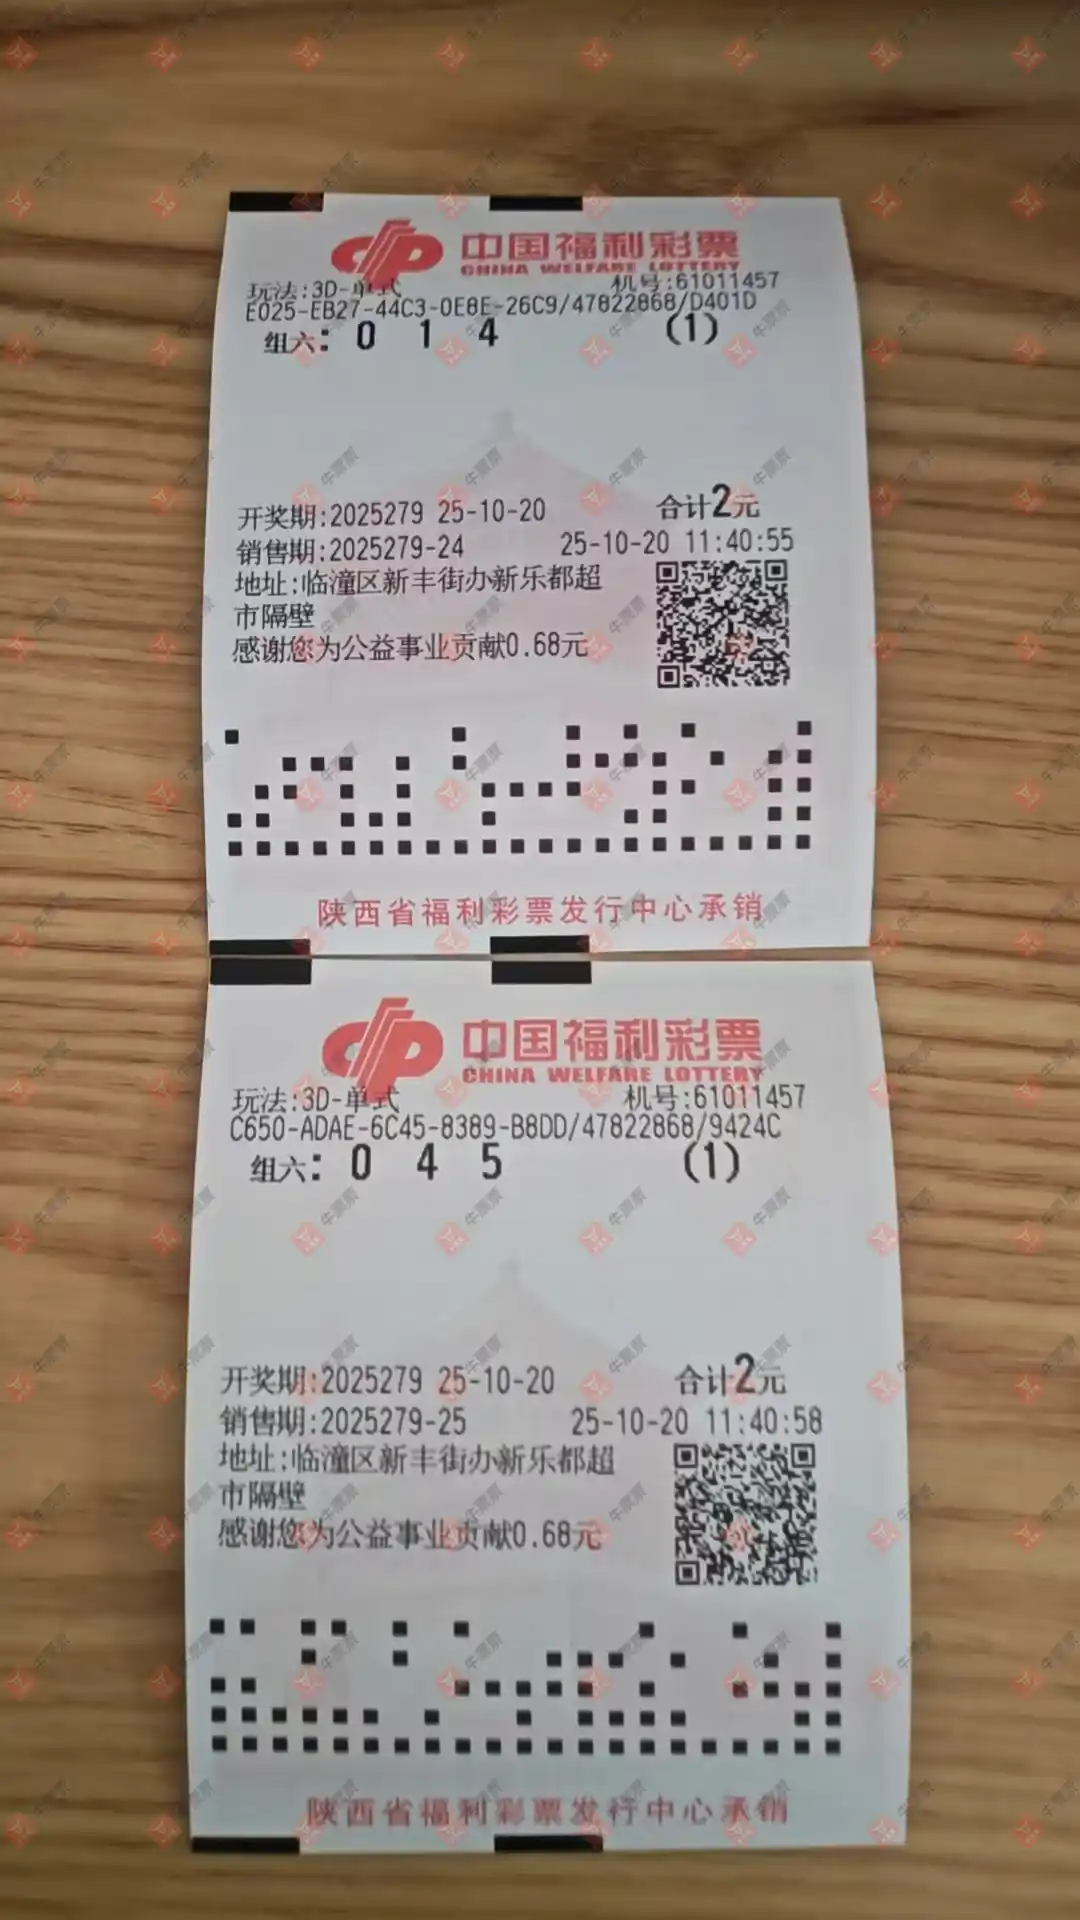 中国福利彩票
CHINA WELFARE LOTTERY
玩法:3D-单式 机号:61011457
E025-EB27-44C3-0E8E-26C9/47822868/D401D
组六: 0 1 4 (1)
开奖期:2025279 25-10-20 合计2元
销售期:2025279-24 25-10-20 11:40:55
地址:临潼区新丰街办新乐都超
市隔壁
感谢您为公益事业贡献0.68元
陕西省福利彩票发行中心承销
中国福利彩票
CHINA WELFARE LOTTERY
玩法:3D-单式 机号:61011457
C650-ADAE-6C45-8389-B8DD/47822868/9424C
组六: 0 4 5 (1)
开奖期:2025279 25-10-20 合计2元
销售期:2025279-25 25-10-20 11:40:58
地址:临潼区新丰街办新乐都超
市隔壁
感谢您为公益事业贡献0.68元
陕西省福利彩票发行中心承销